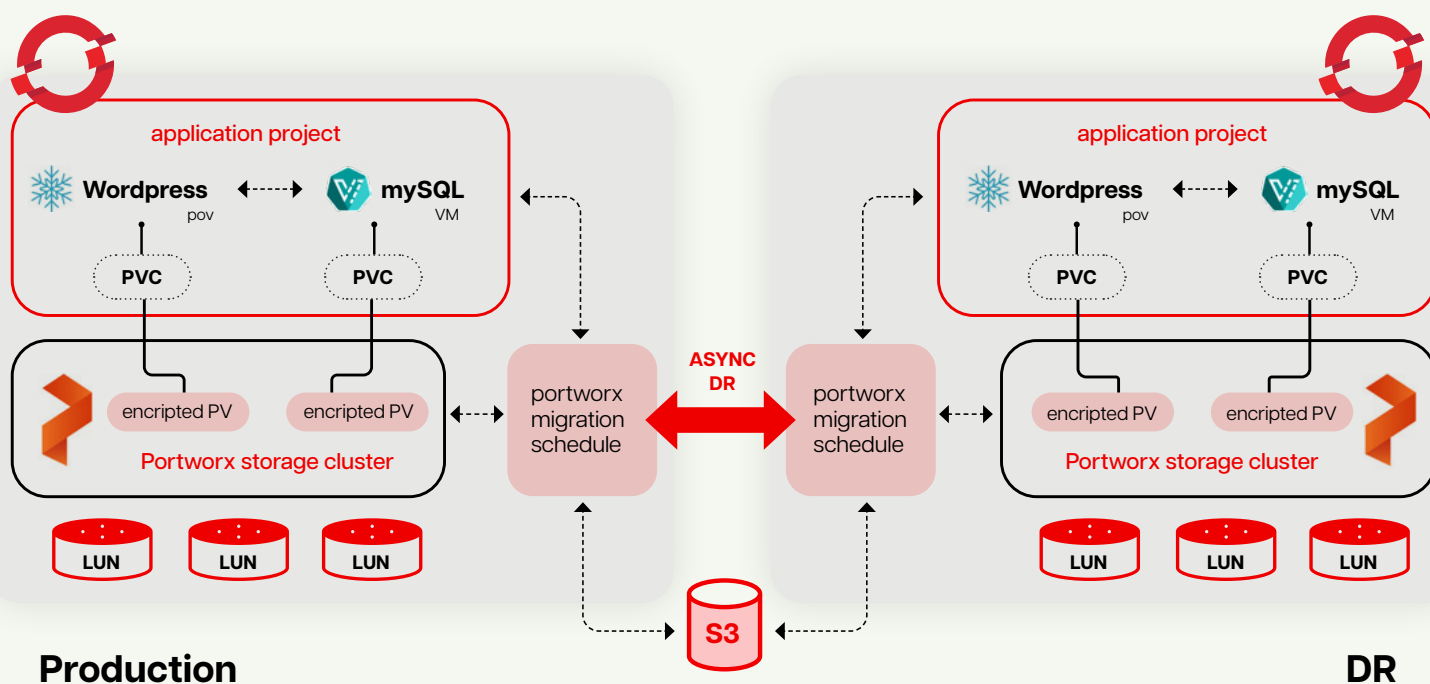 application project
Wordpress
pov
mySQL
VM
PVC
PVC
encripted PV
encripted PV
Portworx storage cluster
LUN
LUN
LUN
portworx
migration
schedule
ASYNC
DR
portworx
migration
schedule
S3
application project
Wordpress
pov
mySQL
VM
PVC
PVC
encripted PV
encripted PV
Portworx storage cluster
LUN
LUN
LUN
Production
DR